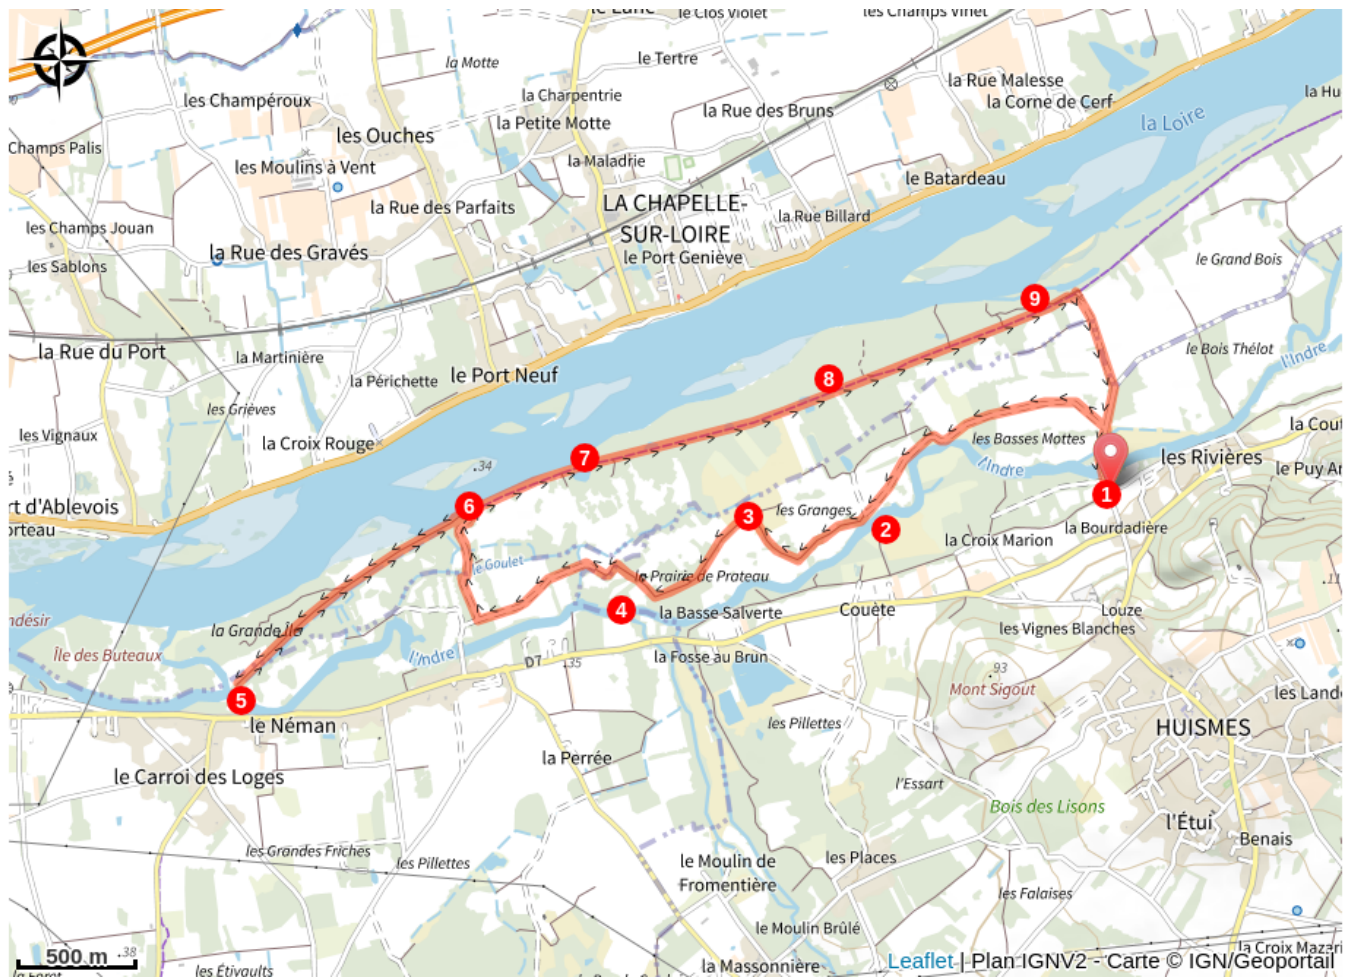 le Clos Violet
les Champs Vinet
la Motte
le Tertre
la Rue Malesse
les Champéroux
la Charpentrie
la Corne de Cerf
la Rue des Bruns
la Petite Motte
la Loire
les Ouches
Champs Palis
la Maladrie
les Moulins à Vent
le Batardeau
LA CHAPELLE-
SUR-LOIRE
la Rue des Parfaits
la Rue Billard
les Champs Jouan
la Rue des Gravés
le Port Geniève
le Grand Bois
les Sablons
9
la Rue du Port
la Martinière
le Bois Thélot
l'Indre
le Port Neuf
la Périchette
8
les Grièves
les Vignaux
la Croix Rouge
les Basses Mottes
les Rivières
7
.34
l'Indre
1
rt d'Ablevois
6
3
les Granges
2
la Bourdadière
la Croix Marion
le Goulet
la Prairie de Prateau
4
la Basse-Salverte
Couète
Louze
la Grande Île
les Vignes Blanches
Île des Buteaux
l'Indre
D7
35
la Fosse au Brun
93
Mont Sigout
5
le Néman
les Pillettes
HUISMES
la Perrée
le Carroi des Loges
l'Essart
Bois des Lisons
l'Étui
Benais
les Grandes Friches
les Pillettes
le Moulin de
Fromentière
les Places
les Falaises
le Moulin Brûlé
500 m
.38
les Étivaults
la Massonnière
Leaflet | Plan IGNV2 - Carte © IGN/Geoportail